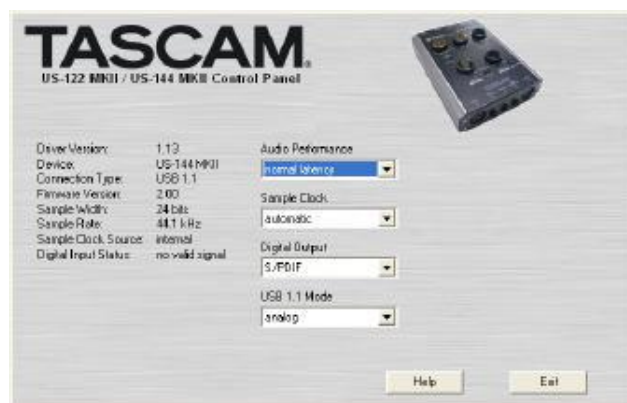 TASCAM.
US-122 MKII / US-144 MKII Control Panel
Driver Version: 1.13
Device: US-144 MKII
Connection Type: USB 1.1
Firmware Version: 2.00
Sample Width: 24 bits
Sample Rate: 44.1 kHz
Sample Clock Source: internal
Digital Input Status: no valid signal
Audio Performance
normal latency
Sample Clock
automatic
Digital Output
S/PDIF
USB 1.1 Mode
analog
Help
Exit